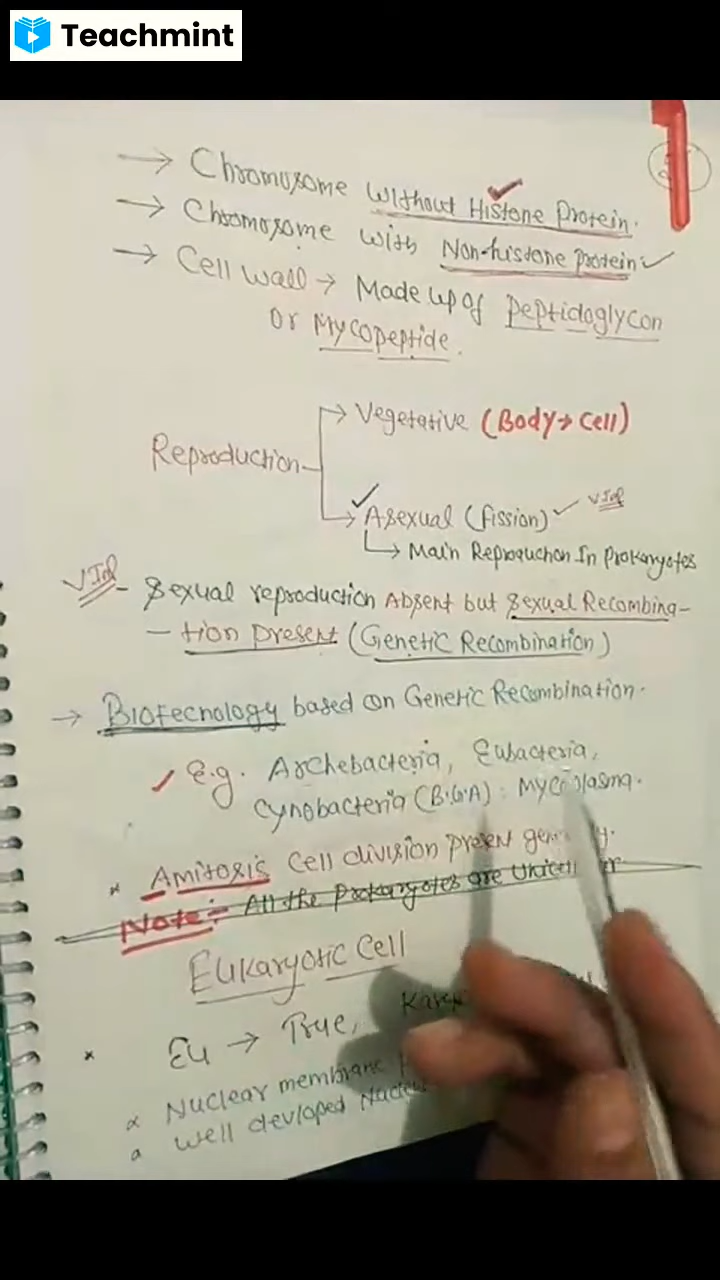 Teachmint
→ Chromosome without Histone Protein.
→ Chromosome with Non-histone protein
→ Cell wall → Made up of Peptidoglycon
or Mycopeptide.
→ Vegetative (Body → Cell)
Reproduction
→ Asexual (Fission) V.Imp
→ Main Reproduction In Prokaryotes
V.Imp - Sexual reproduction Absent but Sexual Recombina-
- tion present (Genetic Recombination)
→ Biotecnology based on Genetic Recombination.
E.g. Archebacteria, Eubacteria,
Cynobacteria (B.G.A) Mycoplasma.
* Amitosis Cell division present
Note:- All the Prokaryotes are
Eukaryotic Cell
* Eu → True,
Nuclear membrane
Well devloped